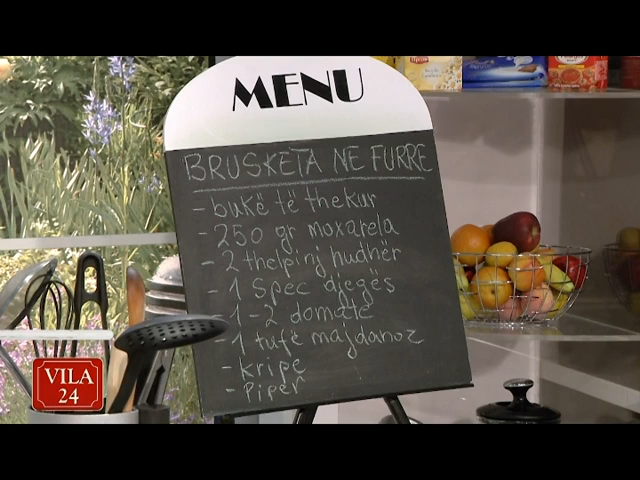 MENU
BRUSKETA NE FURRE
- bukë të thekur
- 250 gr moxarela
- 2 thelpinj hudhër
- 1 Spec djegës
- 1 - 2 domate
- 1 tufë majdanoz
- kripe
- Piper
VILA
24